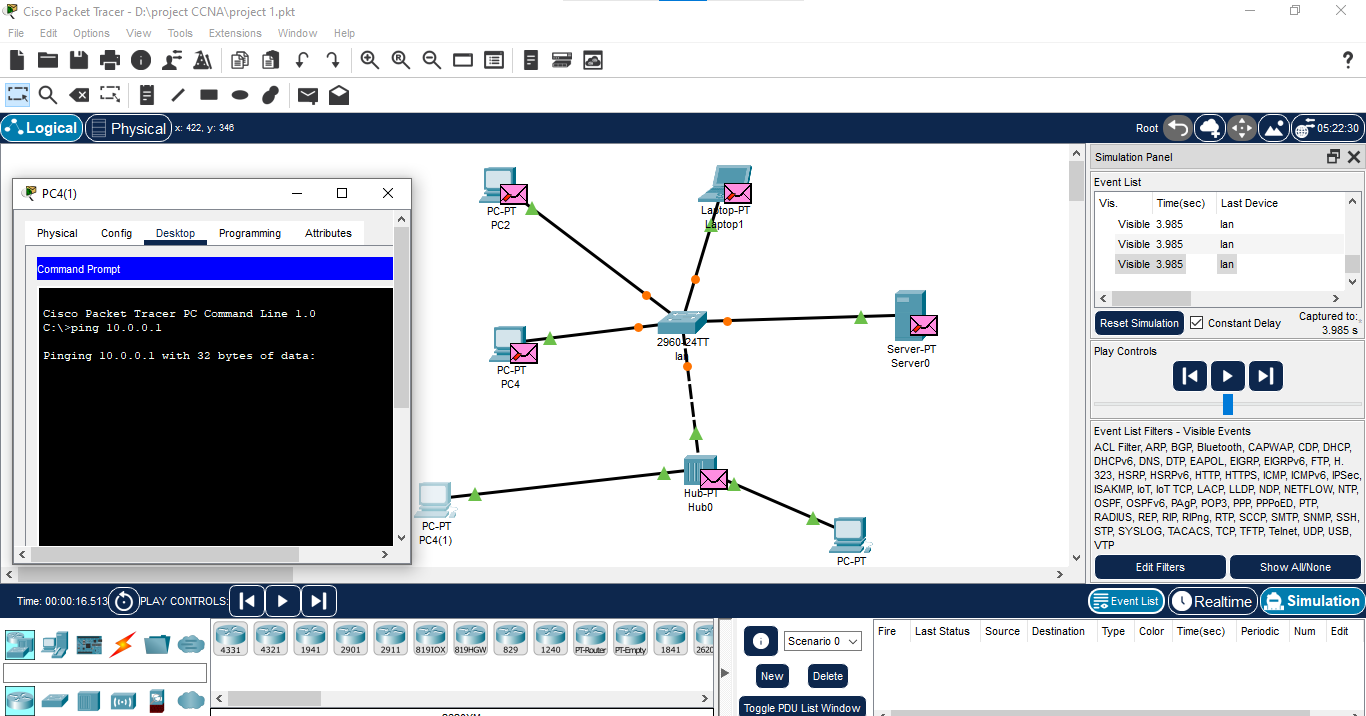 Cisco Packet Tracer - D:\project CCNA\project 1.pkt
File Edit Options View Tools Extensions Window Help
?
Logical Physical x: 422, y: 346
Root 05:22:30
PC4(1)
Physical Config Desktop Programming Attributes
Command Prompt
Cisco Packet Tracer PC Command Line 1.0
C:\>ping 10.0.0.1
Pinging 10.0.0.1 with 32 bytes of data:
PC-PT
PC2
Laptop-PT
Laptop1
2960-24TT
lan
PC-PT
PC4
Server-PT
Server0
Hub-PT
Hub0
PC-PT
PC4(1)
PC-PT
Simulation Panel
Event List
Vis. Time(sec) Last Device
Visible 3.985 lan
Visible 3.985 lan
Visible 3.985 lan
Reset Simulation Constant Delay Captured to:
3.985 s
Play Controls
Event List Filters - Visible Events
ACL Filter, ARP, BGP, Bluetooth, CAPWAP, CDP, DHCP,
DHCPv6, DNS, DTP, EAPOL, EIGRP, EIGRPv6, FTP, H.
323, HSRP, HSRPv6, HTTP, HTTPS, ICMP, ICMPv6, IPSec,
ISAKMP, IoT, IoT TCP, LACP, LLDP, NDP, NETFLOW, NTP,
OSPF, OSPFv6, PAgP, POP3, PPP, PPPoED, PTP,
RADIUS, REP, RIP, RIPng, RTP, SCCP, SMTP, SNMP, SSH,
STP, SYSLOG, TACACS, TCP, TFTP, Telnet, UDP, USB,
VTP
Edit Filters Show All/None
Time: 00:00:16.513 PLAY CONTROLS:
Event List Realtime Simulation
4331 4321 1941 2901 2911 819IOX 819HGW 829 1240 PT-Router PT-Empty 1841 2620
Scenario 0
New Delete
Toggle PDU List Window
Fire Last Status Source Destination Type Color Time(sec) Periodic Num Edit